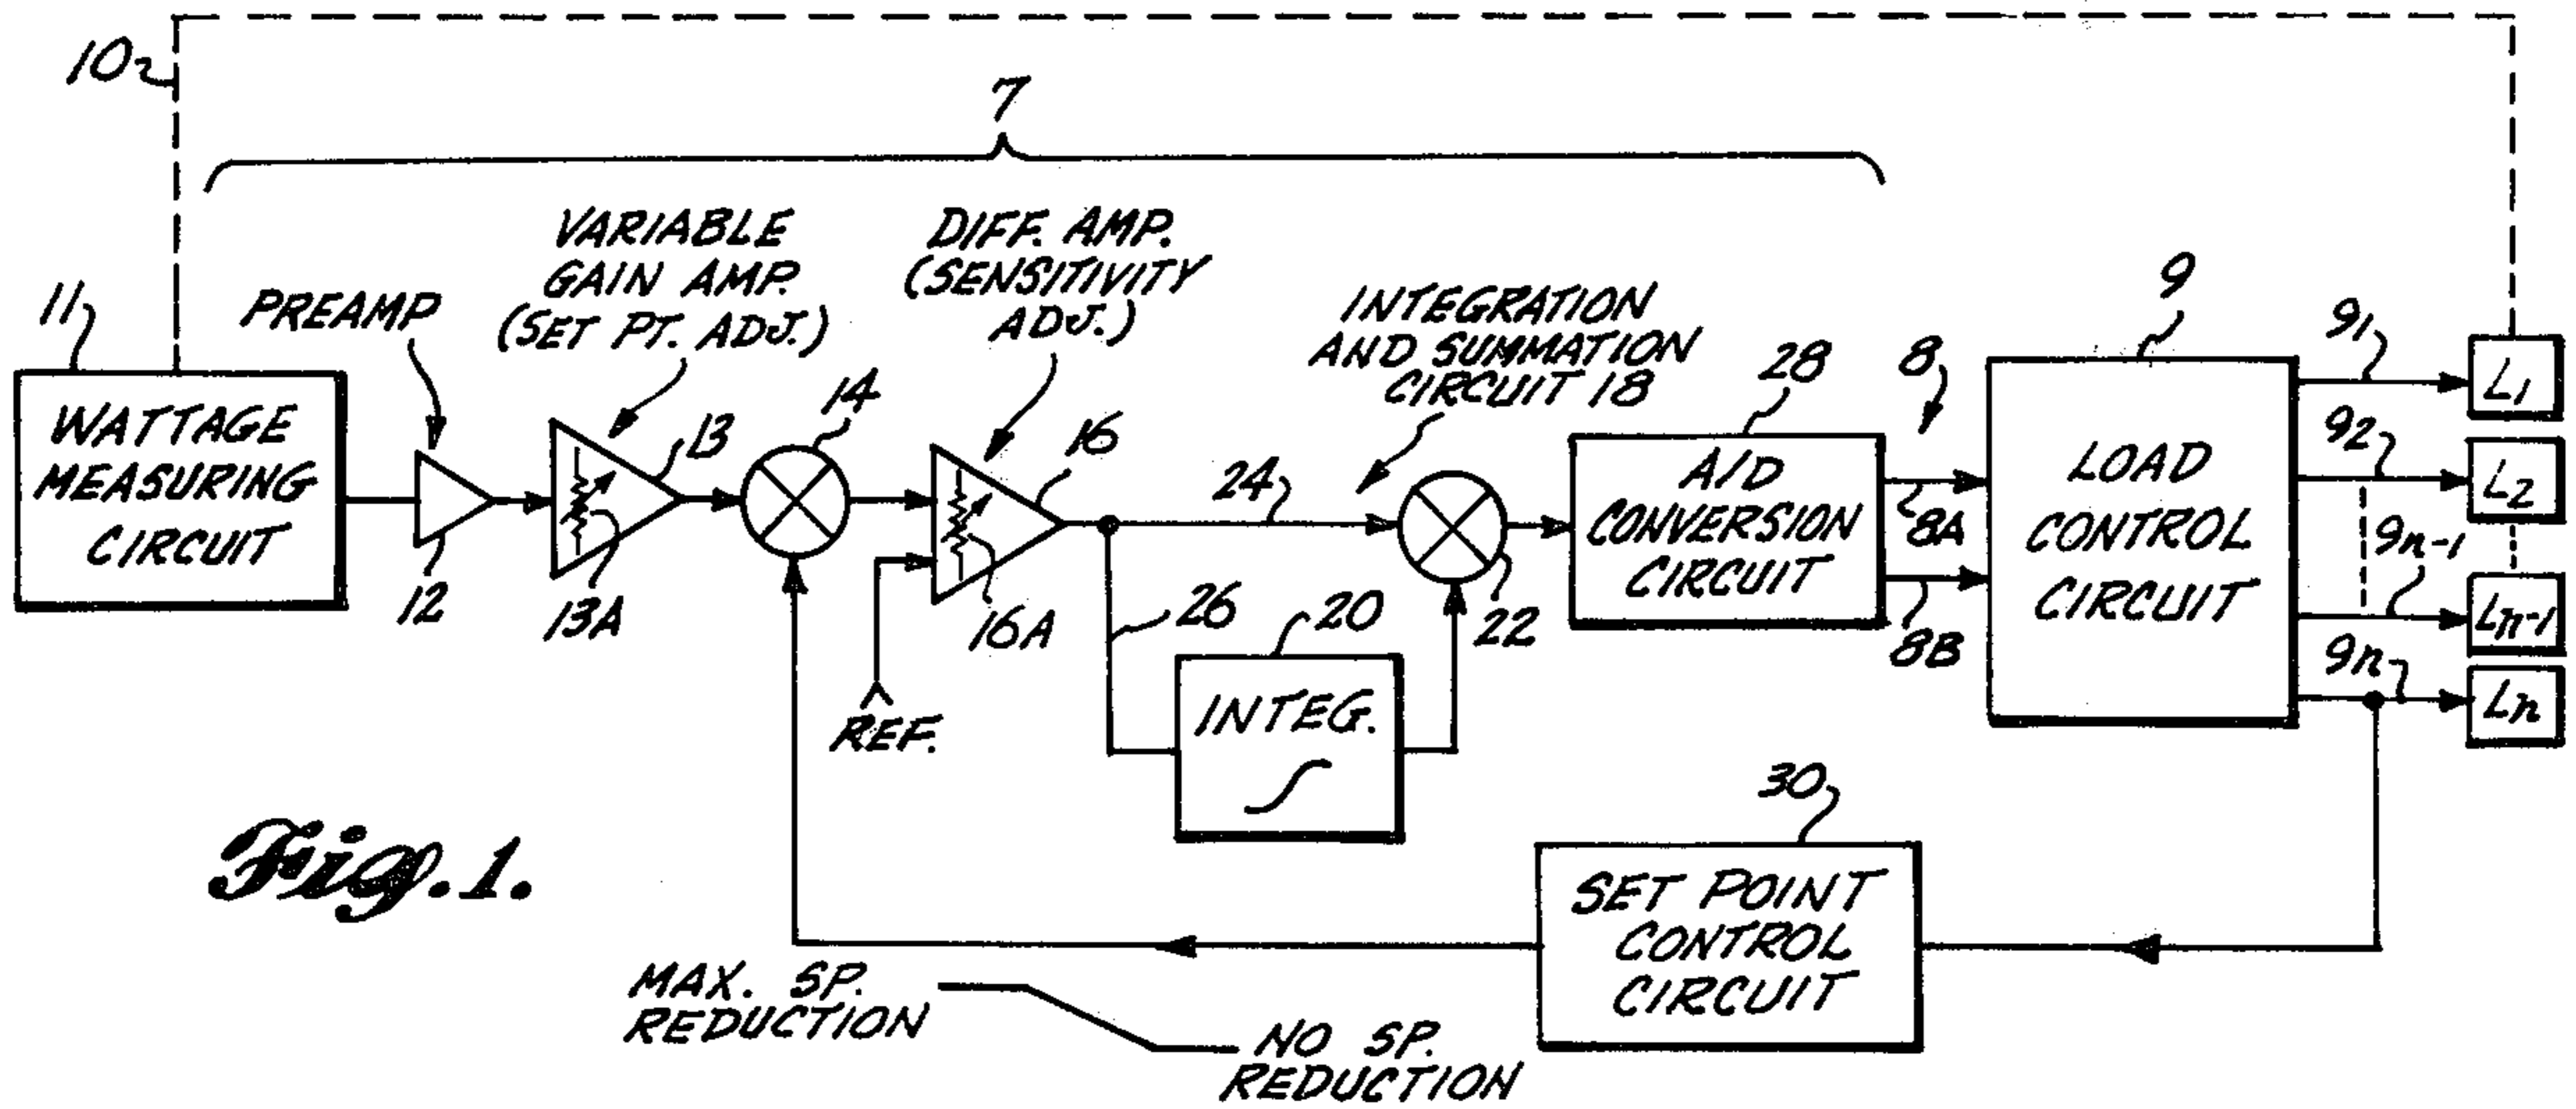 10
7
VARIABLE
GAIN AMP.
(SET PT. ADJ.)
DIFF. AMP.
(SENSITIVITY
ADJ.)
PREAMP
11
WATTAGE
MEASURING
CIRCUIT
12
13
13A
14
16
16A
REF.
INTEGRATION
AND SUMMATION
CIRCUIT 18
24
26
20
INTEG.
22
28
A/D
CONVERSION
CIRCUIT
8
8A
8B
9
LOAD
CONTROL
CIRCUIT
91
92
9n-1
9n
L1
L2
Ln-1
Ln
30
SET POINT
CONTROL
CIRCUIT
MAX. SP.
REDUCTION
NO SP.
REDUCTION
Fig. 1.